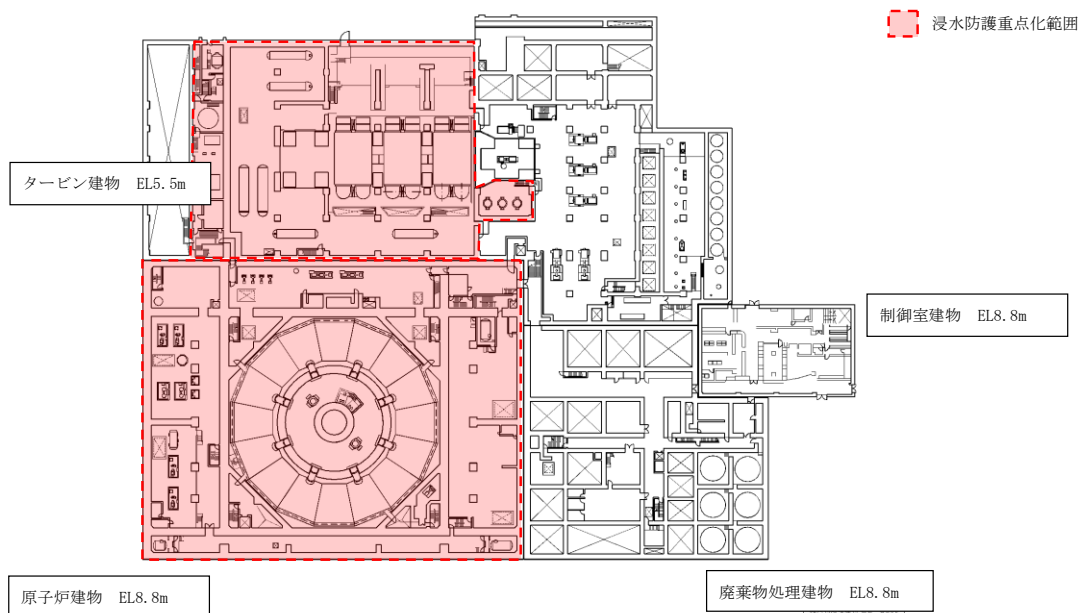 浸水防護重点化範囲
タービン建物　EL5.5m
制御室建物　EL8.8m
原子炉建物　EL8.8m
廃棄物処理建物　EL8.8m